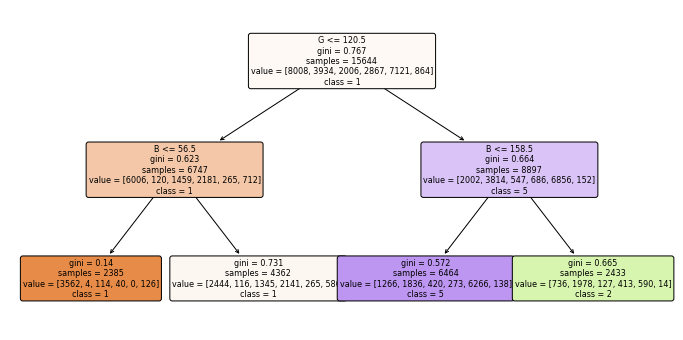 G <= 120.5
gini = 0.767
samples = 15644
value = [8008, 3934, 2006, 2867, 7121, 864]
class = 1
B <= 56.5
gini = 0.623
samples = 6747
value = [6006, 120, 1459, 2181, 265, 712]
class = 1
B <= 158.5
gini = 0.664
samples = 8897
value = [2002, 3814, 547, 686, 6856, 152]
class = 5
gini = 0.14
samples = 2385
value = [3562, 4, 114, 40, 0, 126]
class = 1
gini = 0.731
samples = 4362
value = [2444, 116, 1345, 2141, 265,
class = 1
gini = 0.572
samples = 6464
value = [1266, 1836, 420, 273, 6266, 138]
class = 5
gini = 0.665
samples = 2433
value = [736, 1978, 127, 413, 590, 14]
class = 2